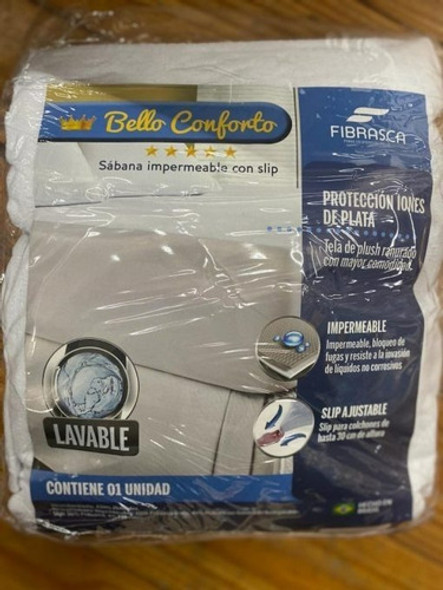 Bello Conforto
Sábana impermeable con slip
FIBRASCA
PROTECCIÓN IONES
DE PLATA
Tela de plush ranurado
con mayor comodidad.
IMPERMEABLE
Impermeable, bloqueo de
fugas y resiste a la invasión
de líquidos no corrosivos
SLIP AJUSTABLE
Slip para colchones de
hasta 30 cm de altura
LAVABLE
CONTIENE 01 UNIDAD